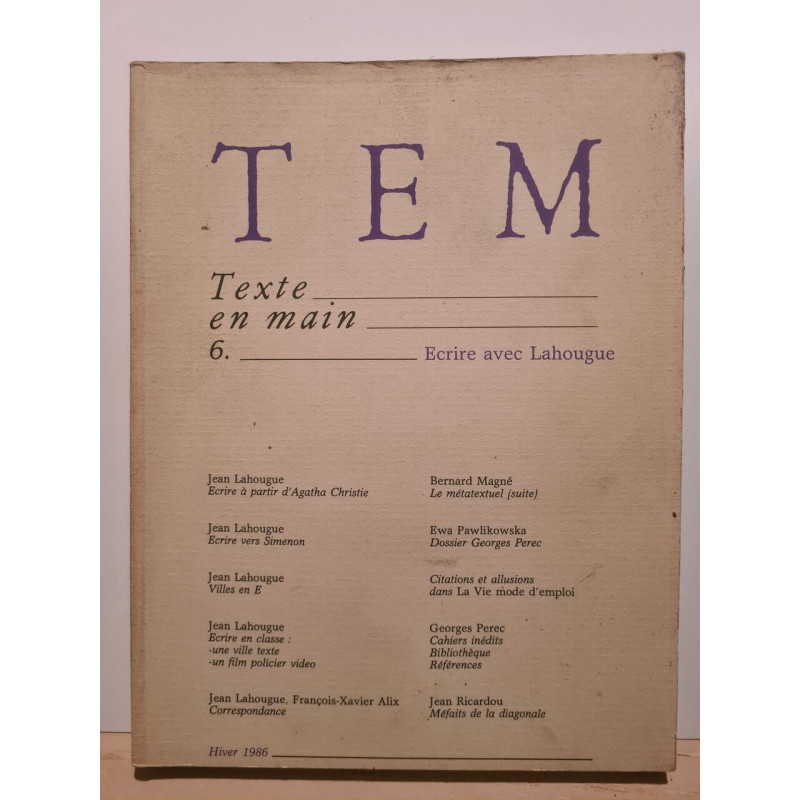 TEM
Texte
en main
6. Ecrire avec Lahougue
Jean Lahougue
Ecrire à partir d'Agatha Christie
Jean Lahougue
Ecrire vers Simenon
Jean Lahougue
Villes en E
Jean Lahougue
Ecrire en classe :
-une ville texte
-un film policier video
Jean Lahougue, François-Xavier Alix
Correspondance
Bernard Magné
Le métatextuel (suite)
Ewa Pawlikowska
Dossier Georges Perec
Citations et allusions
dans La Vie mode d'emploi
Georges Perec
Cahiers inédits
Bibliothèque
Références
Jean Ricardou
Méfaits de la diagonale
Hiver 1986